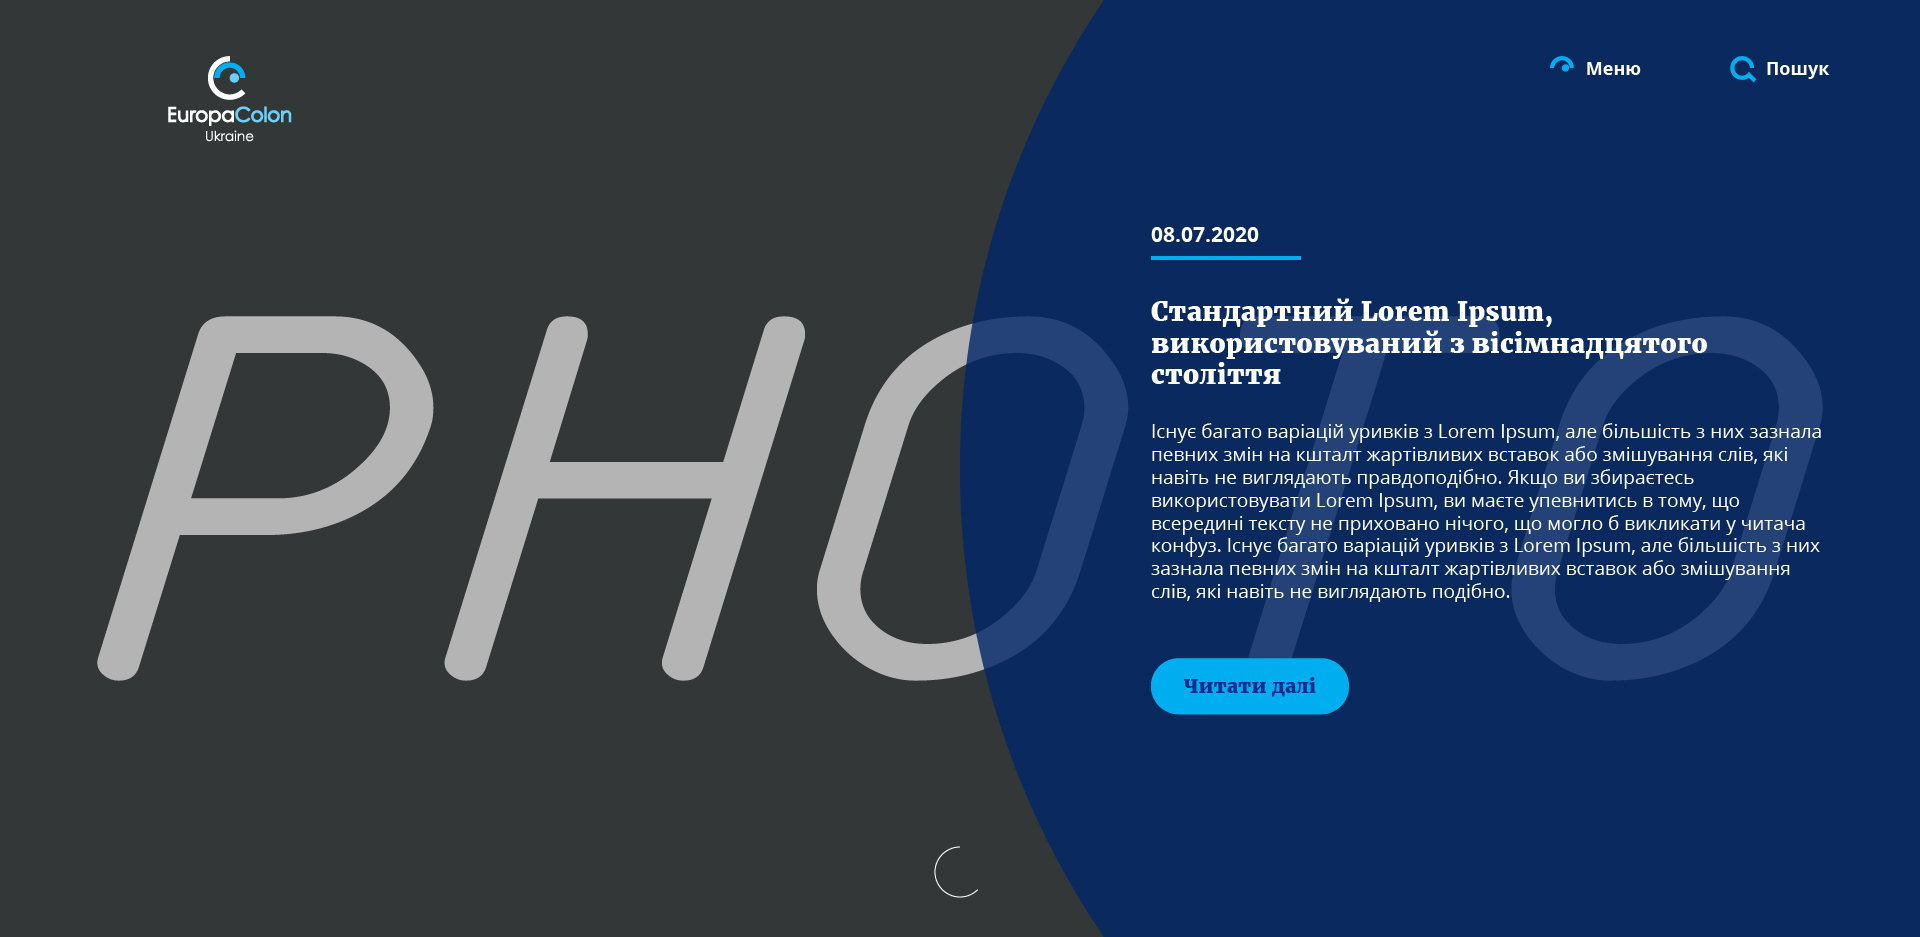 EuropaColon
Ukraine
Меню
Пошук
08.07.2020
Стандартний Lorem Ipsum,
використовуваний з вісімнадцятого
століття
PHOTO
Існує багато варіацій уривків з Lorem Ipsum, але більшість з них зазнала
певних змін на кшталт жартівливих вставок або змішування слів, які
навіть не виглядають правдоподібно. Якщо ви збираєтесь
використовувати Lorem Ipsum, ви маєте упевнитись в тому, що
всередині тексту не приховано нічого, що могло б викликати у читача
конфуз. Існує багато варіацій уривків з Lorem Ipsum, але більшість з них
зазнала певних змін на кшталт жартівливих вставок або змішування
слів, які навіть не виглядають подібно.
Читати далі